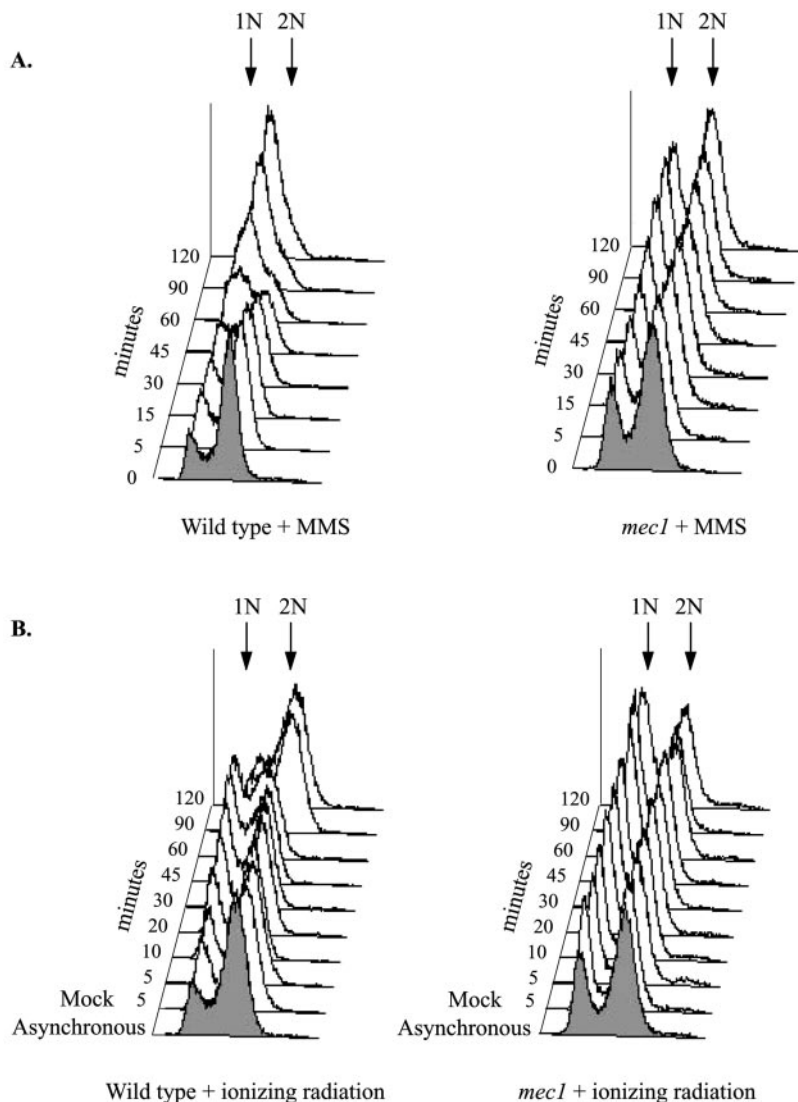 A.
1N 2N
120
90
60
45
30
15
5
0
minutes
Wild type + MMS
1N 2N
120
90
60
45
30
15
5
0
minutes
mec1 + MMS
B.
1N 2N
120
90
60
45
30
20
10
5
5
minutes
Mock
Asynchronous
Wild type + ionizing radiation
1N 2N
120
90
60
45
30
20
10
5
5
minutes
Mock
Asynchronous
mec1 + ionizing radiation